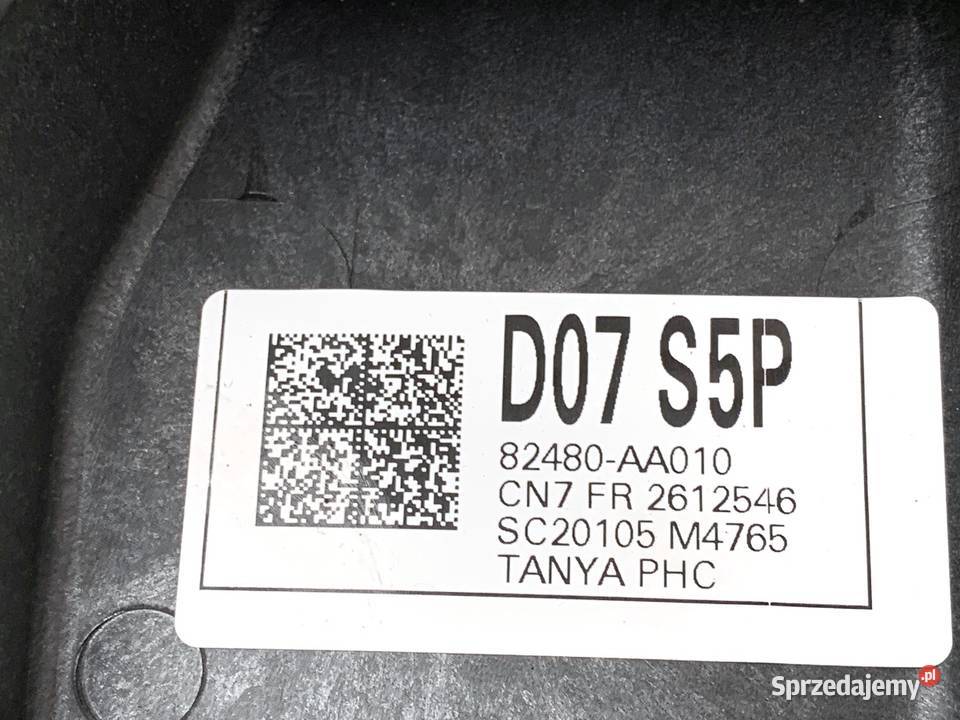 D07 S5P
82480-AA010
CN7 FR 2612546
SC20105 M4765
TANYA PHC
Sprzedajemy.pl